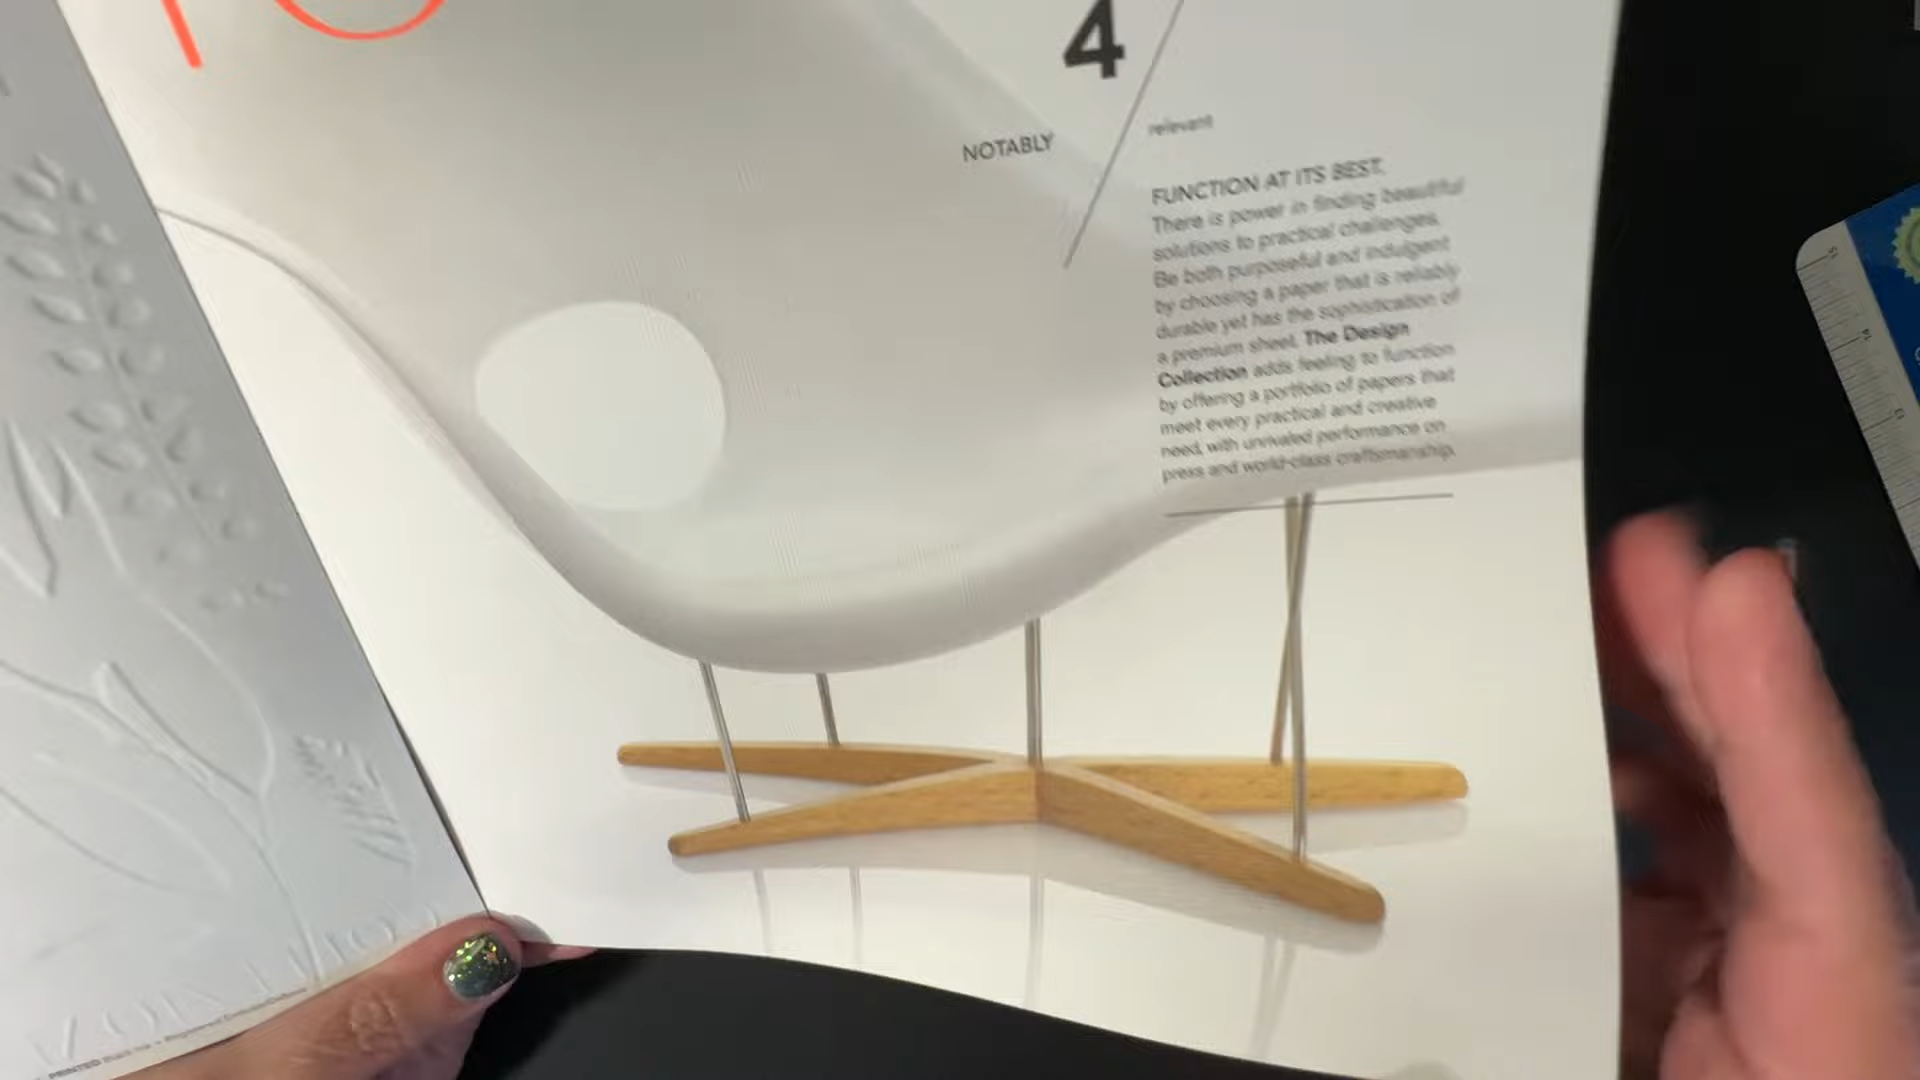 4
NOTABLY
relevant
FUNCTION AT ITS BEST.
There is power in finding beautiful
solutions to practical challenges.
Be both purposeful and indulgent
by choosing a paper that is reliably
durable yet has the sophistication of
a premium sheet. The Design
Collection adds feeling to function
by offering a portfolio of papers that
meet every practical and creative
need, with unrivaled performance on
press and world-class craftsmanship.
PRINTED